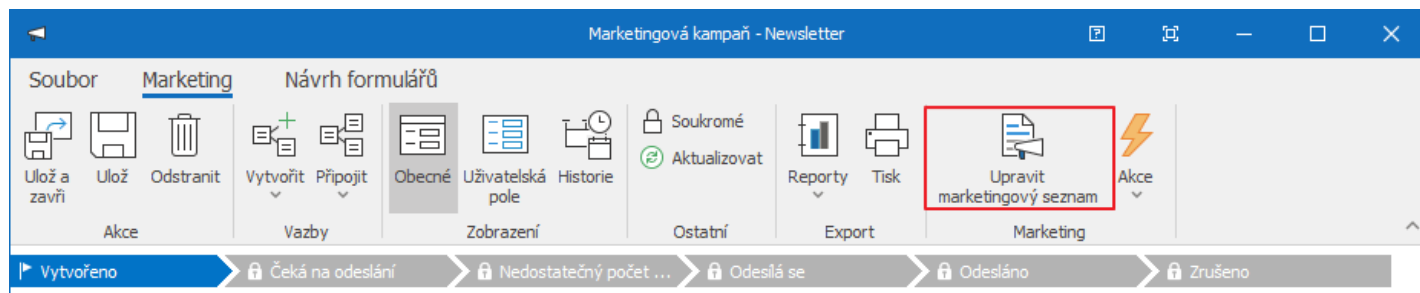 Marketingová kampaň - Newsletter
Soubor Marketing Návrh formulářů
Ulož a zavři Ulož Odstranit Vytvořit Připojit Obecné Uživatelská pole Historie Soukromé Aktualizovat Reporty Tisk Upravit marketingový seznam Akce
Akce Vazby Zobrazení Ostatní Export Marketing
Vytvořeno Čeká na odeslání Nedostatečný počet ... Odesílá se Odesláno Zrušeno